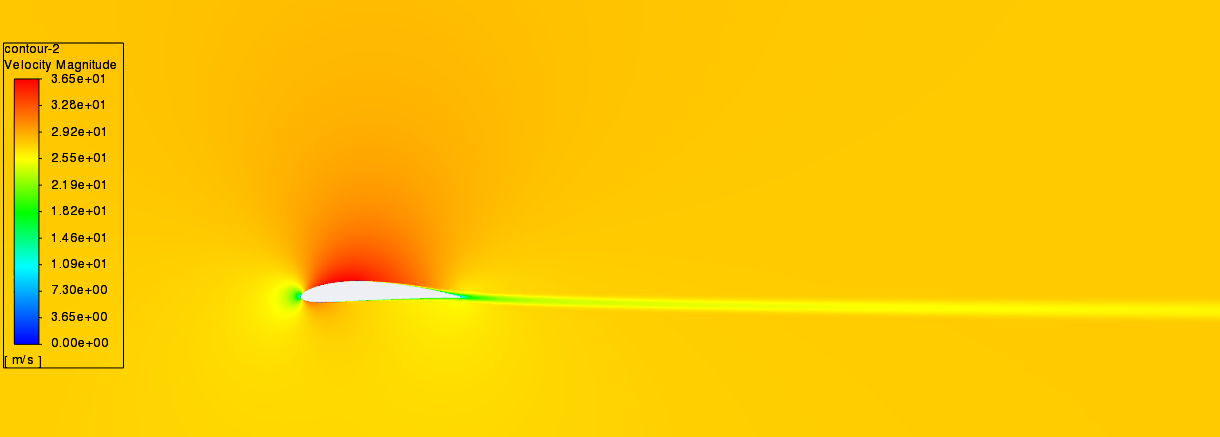 contour-2
Velocity Magnitude
3.65e+01
3.28e+01
2.92e+01
2.55e+01
2.19e+01
1.82e+01
1.46e+01
1.09e+01
7.30e+00
3.65e+00
0.00e+00
[ m/s ]